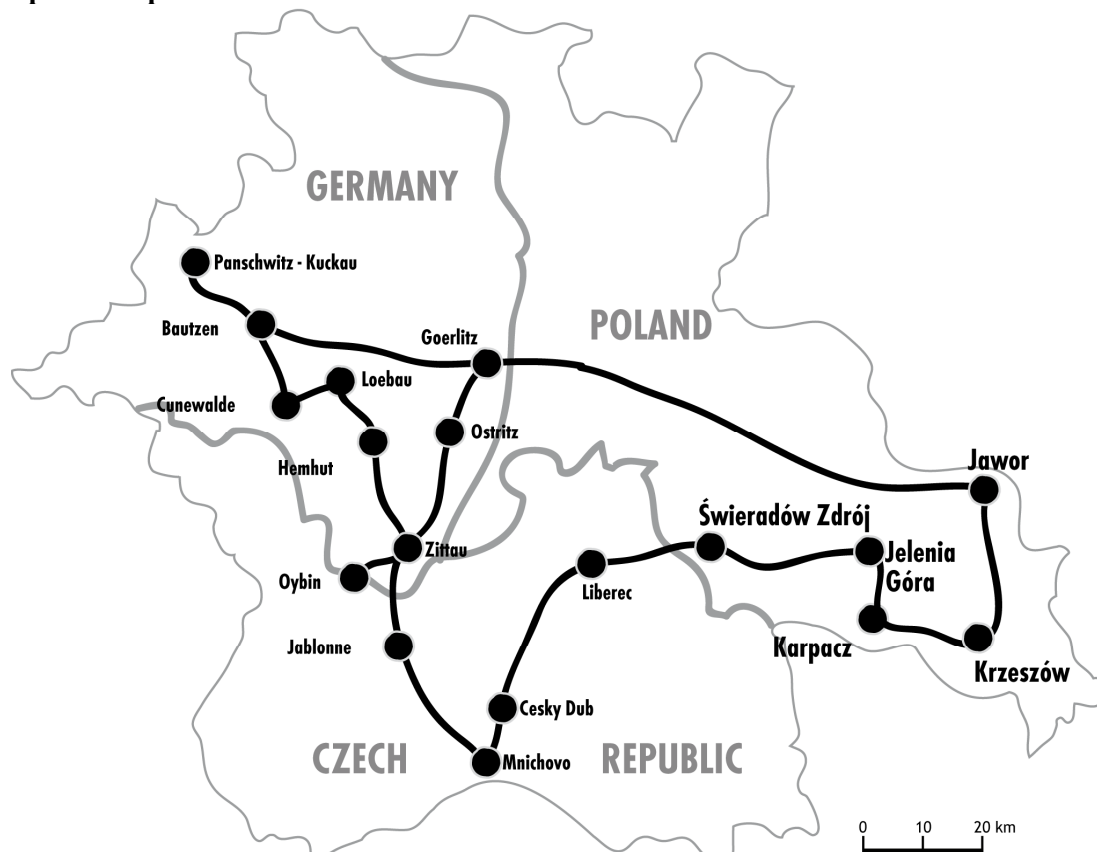 GERMANY
Panschwitz - Kuckau
Bautzen
Goerlitz
POLAND
Loebau
Cunewalde
Ostritz
Hemhut
Jawor
Świeradów Zdrój
Zittau
Jelenia
Góra
Oybin
Liberec
Jablonne
Karpacz
Krzeszów
Cesky Dub
CZECH
REPUBLIC
Mnichovo
0 10 20 km